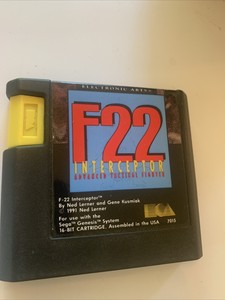 ELECTRONIC ARTS
F22
INTERCEPTOR
ADVANCED TACTICAL FIGHTER
F-22 Interceptor™
By Ned Lerner and Gene Kusmiak
© 1991 Ned Lerner
For use with the
Sega™ Genesis™ System
16-BIT CARTRIDGE. Assembled in the USA
7015